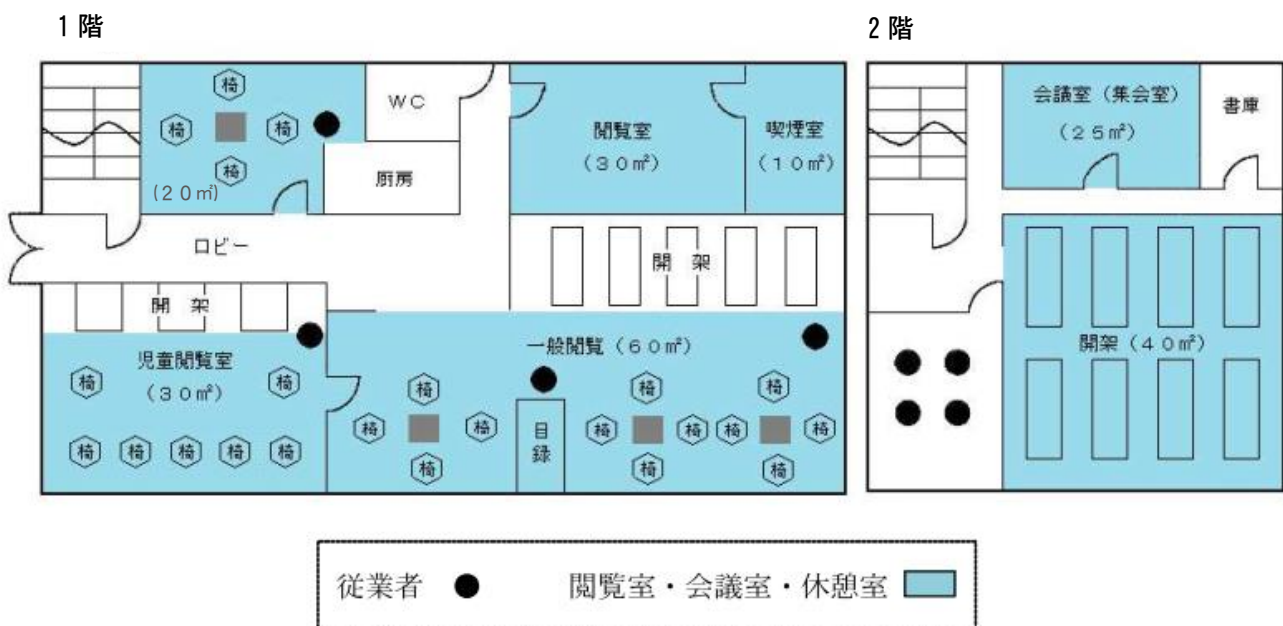 1階
2階
椅
椅
椅
椅
(20㎡)
WC
厨房
閲覧室
(30㎡)
喫煙室
(10㎡)
会議室(集会室)
(25㎡)
書庫
ロビー
開 架
開 架
児童閲覧室
(30㎡)
椅
椅
椅
椅
椅
椅
椅
一般閲覧(60㎡)
椅
椅
椅
椅
目録
椅
椅
椅
椅
椅
椅
椅
椅
開架(40㎡)
従業者
閲覧室・会議室・休憩室